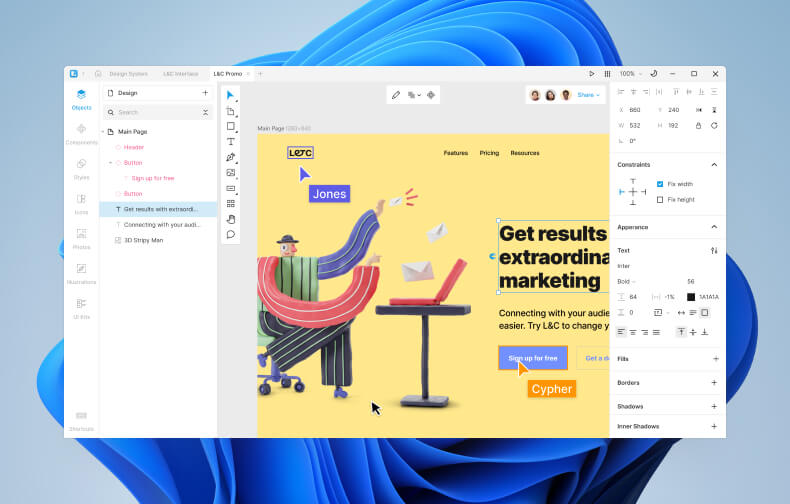 Design System
L&C Interface
L&C Promo
100%
Objects
Components
Styles
Icons
Photos
Illustrations
UI Kits
Shortcuts
Design
Search
Main Page
Header
Button
Sign up for free
Button
Get results with extraordi...
Connecting with your audi...
3D Stripy Man
Share
Main Page
L&C
Features
Pricing
Resources
Jones
Get results
extraordina
marketing
Connecting with your audie
easier. Try L&C to change y
Sign up for free
Get a d
Cypher
X 660
Y 240
W 532
H 192
0°
Constraints
Fix width
Fix height
Appearance
Text
Inter
Bold
56
64
-1%
1A1A1A
0
Fills
Borders
Shadows
Inner Shadows